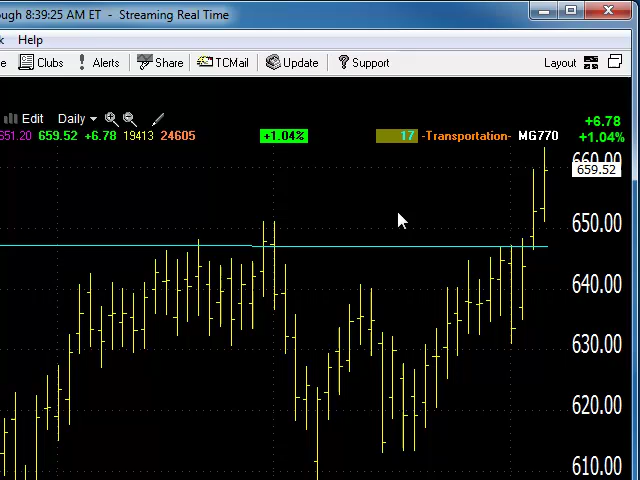 ough 8:39:25 AM ET - Streaming Real Time
k Help
e Clubs Alerts Share TCMail Update Support Layout
Edit Daily
+6.78
651.20 659.52 +6.78 19413 24605 +1.04% 17 -Transportation- MG770 +1.04%
660.00
659.52
650.00
640.00
630.00
620.00
610.00